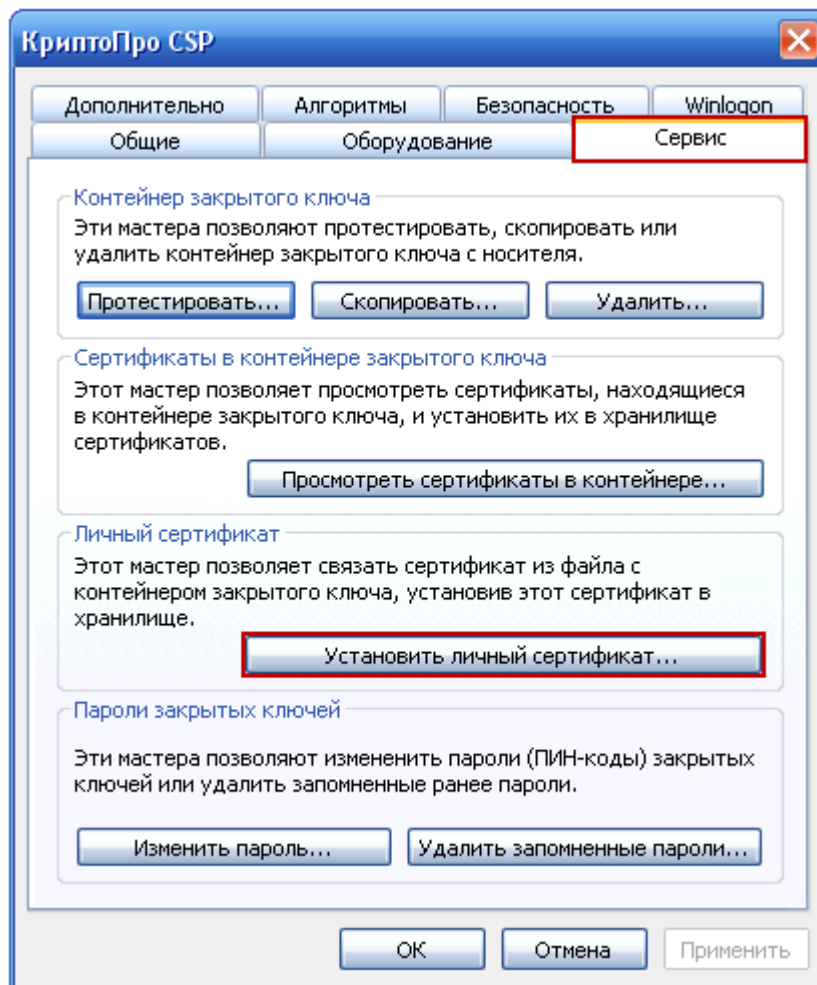 КриптоПро CSP
Дополнительно Алгоритмы Безопасность Winlogon
Общие Оборудование Сервис
Контейнер закрытого ключа
Эти мастера позволяют протестировать, скопировать или
удалить контейнер закрытого ключа с носителя.
Протестировать... Скопировать... Удалить...
Сертификаты в контейнере закрытого ключа
Этот мастер позволяет просмотреть сертификаты, находящиеся
в контейнере закрытого ключа, и установить их в хранилище
сертификатов.
Просмотреть сертификаты в контейнере...
Личный сертификат
Этот мастер позволяет связать сертификат из файла с
контейнером закрытого ключа, установив этот сертификат в
хранилище.
Установить личный сертификат...
Пароли закрытых ключей
Эти мастера позволяют измененить пароли (ПИН-коды) закрытых
ключей или удалить запомненные ранее пароли.
Изменить пароль... Удалить запомненные пароли...
ОК Отмена Применить